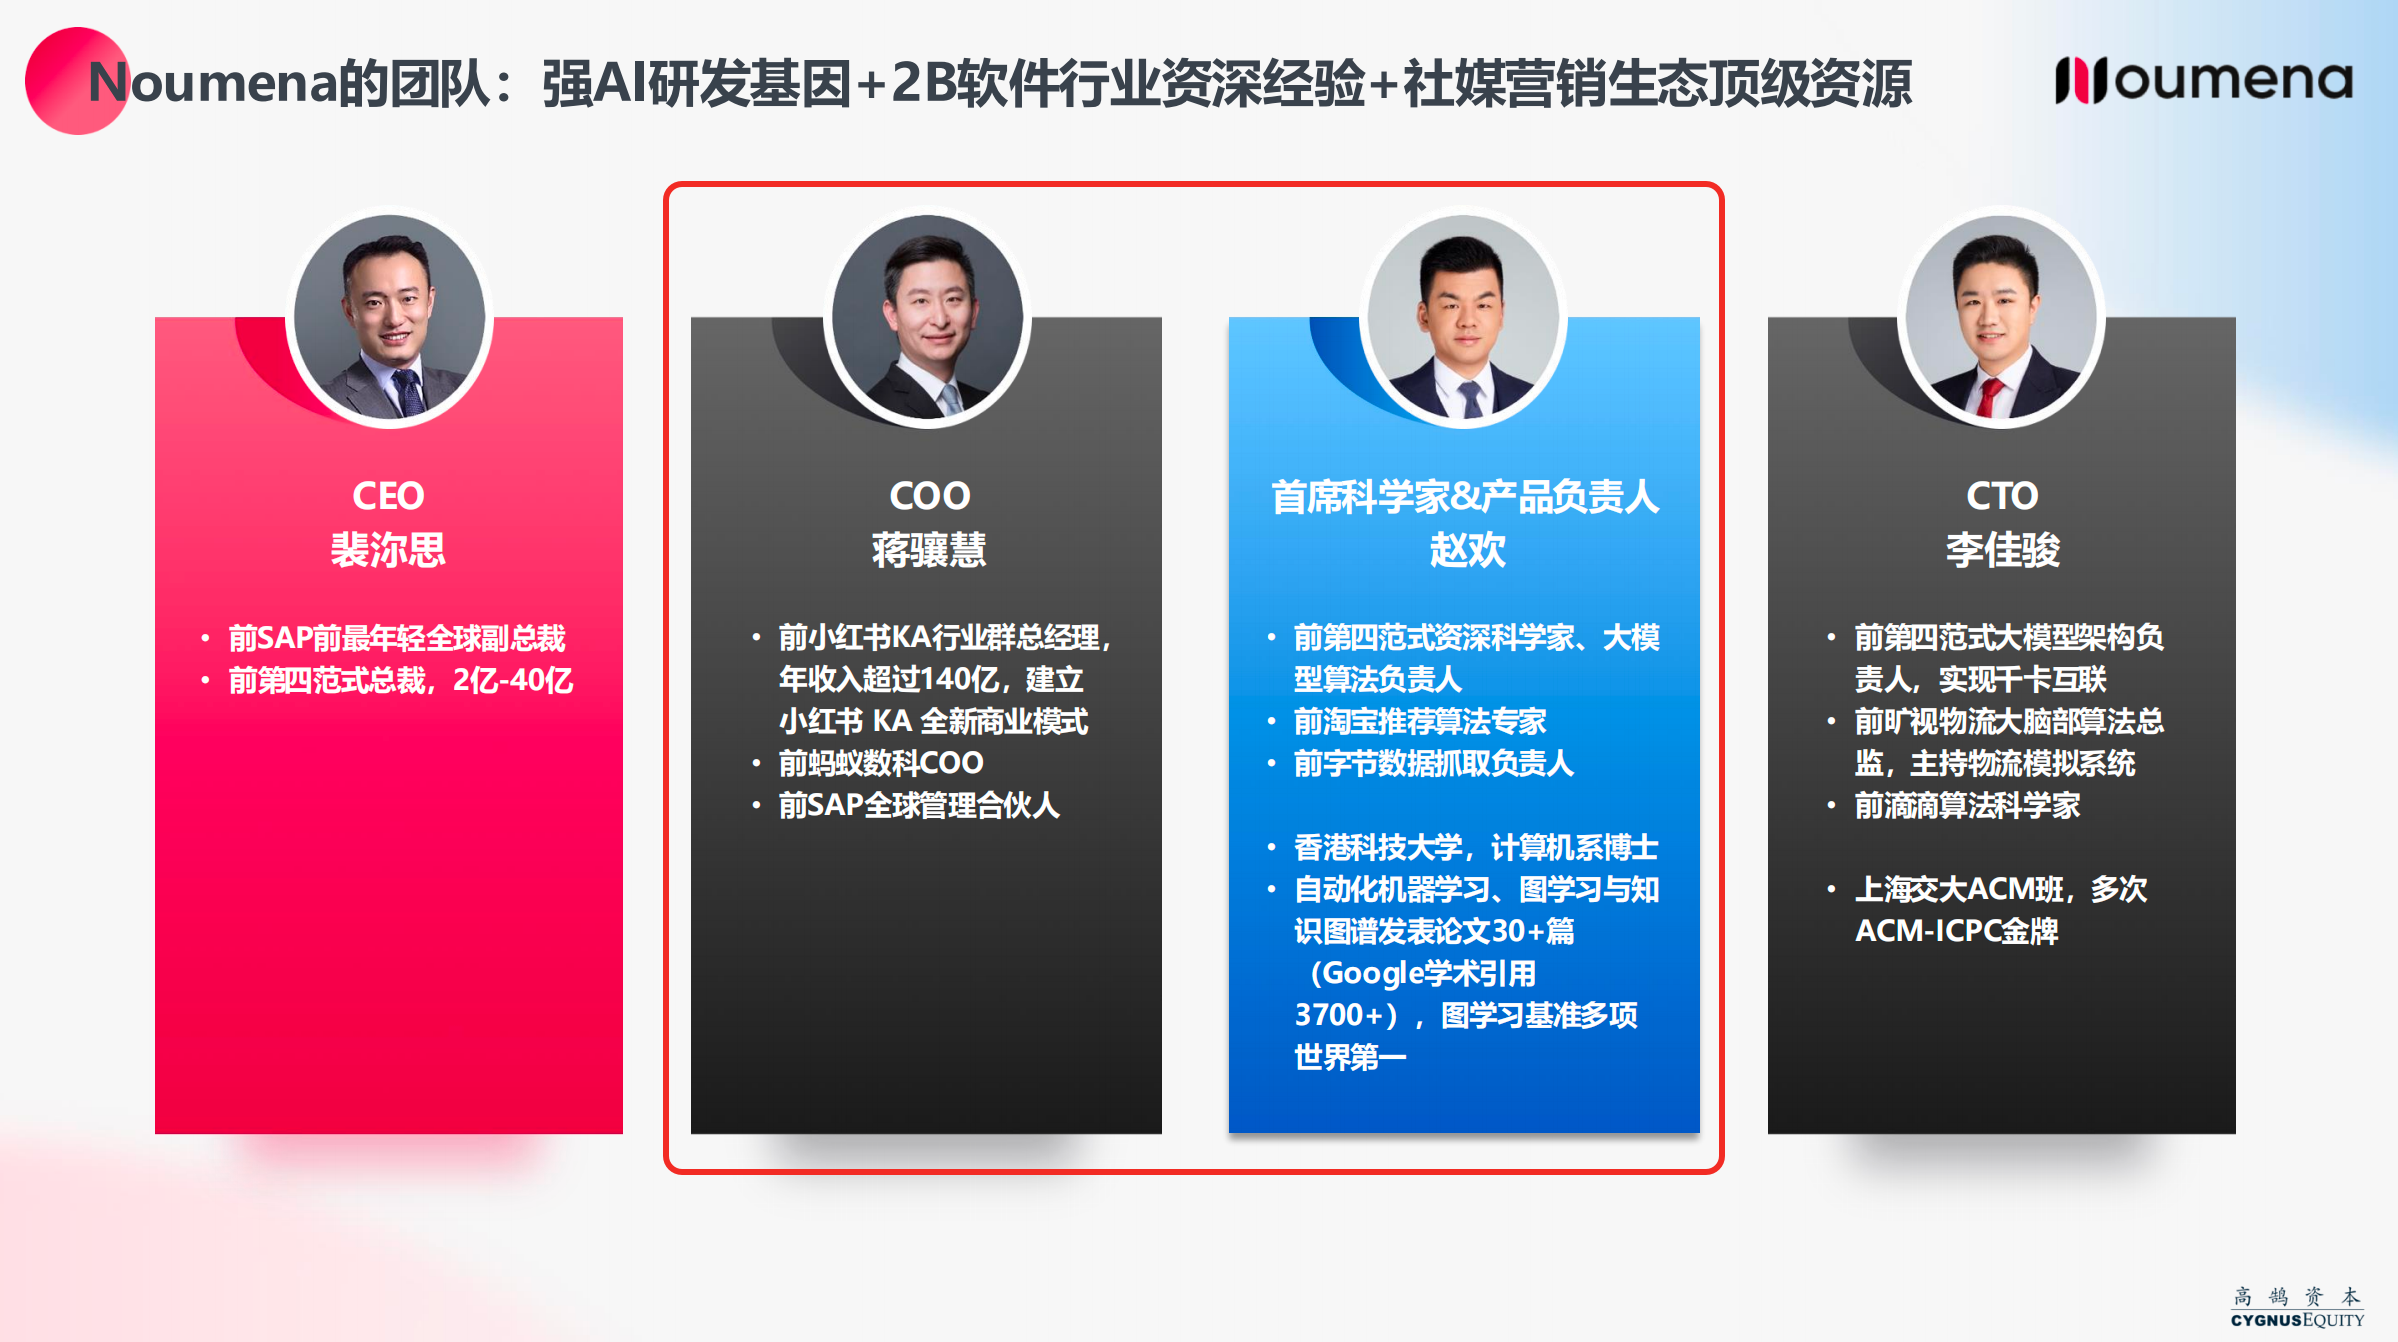 Noumena的团队：强AI研发基因+2B软件行业资深经验+社媒营销生态顶级资源
Noumena
CEO
裴沵思
• 前SAP前最年轻全球副总裁
• 前第四范式总裁，2亿-40亿
COO
蒋骧慧
• 前小红书KA行业群总经理，
年收入超过140亿，建立
小红书 KA 全新商业模式
• 前蚂蚁数科COO
• 前SAP全球管理合伙人
首席科学家&产品负责人
赵欢
• 前第四范式资深科学家、大模
型算法负责人
• 前淘宝推荐算法专家
• 前字节数据抓取负责人
• 香港科技大学，计算机系博士
• 自动化机器学习、图学习与知
识图谱发表论文30+篇
（Google学术引用
3700+），图学习基准多项
世界第一
CTO
李佳骏
• 前第四范式大模型架构负
责人，实现千卡互联
• 前旷视物流大脑部算法总
监，主持物流模拟系统
• 前滴滴算法科学家
• 上海交大ACM班，多次
ACM-ICPC金牌
高鹄资本
CYGNUSEQUITY